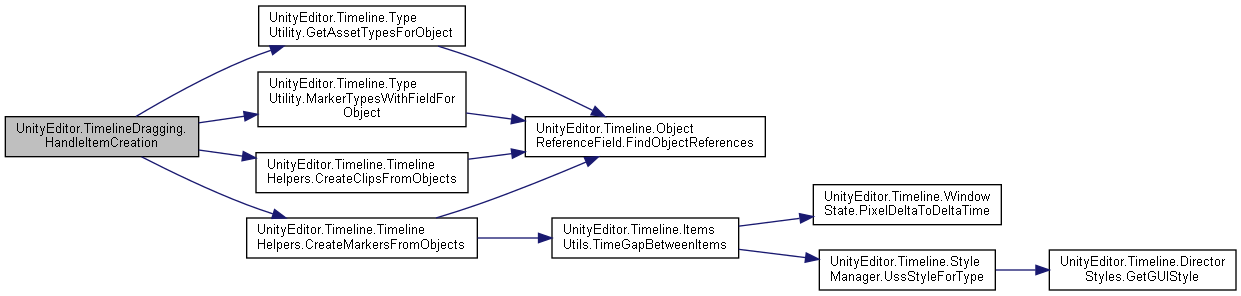 UnityEditor.TimelineDragging.
HandleItemCreation
UnityEditor.Timeline.Type
Utility.GetAssetTypesForObject
UnityEditor.Timeline.Type
Utility.MarkerTypesWithFieldFor
Object
UnityEditor.Timeline.Timeline
Helpers.CreateClipsFromObjects
UnityEditor.Timeline.Timeline
Helpers.CreateMarkersFromObjects
UnityEditor.Timeline.Object
ReferenceField.FindObjectReferences
UnityEditor.Timeline.Items
Utils.TimeGapBetweenItems
UnityEditor.Timeline.Window
State.PixelDeltaToDeltaTime
UnityEditor.Timeline.Style
Manager.UssStyleForType
UnityEditor.Timeline.Director
Styles.GetGUIStyle